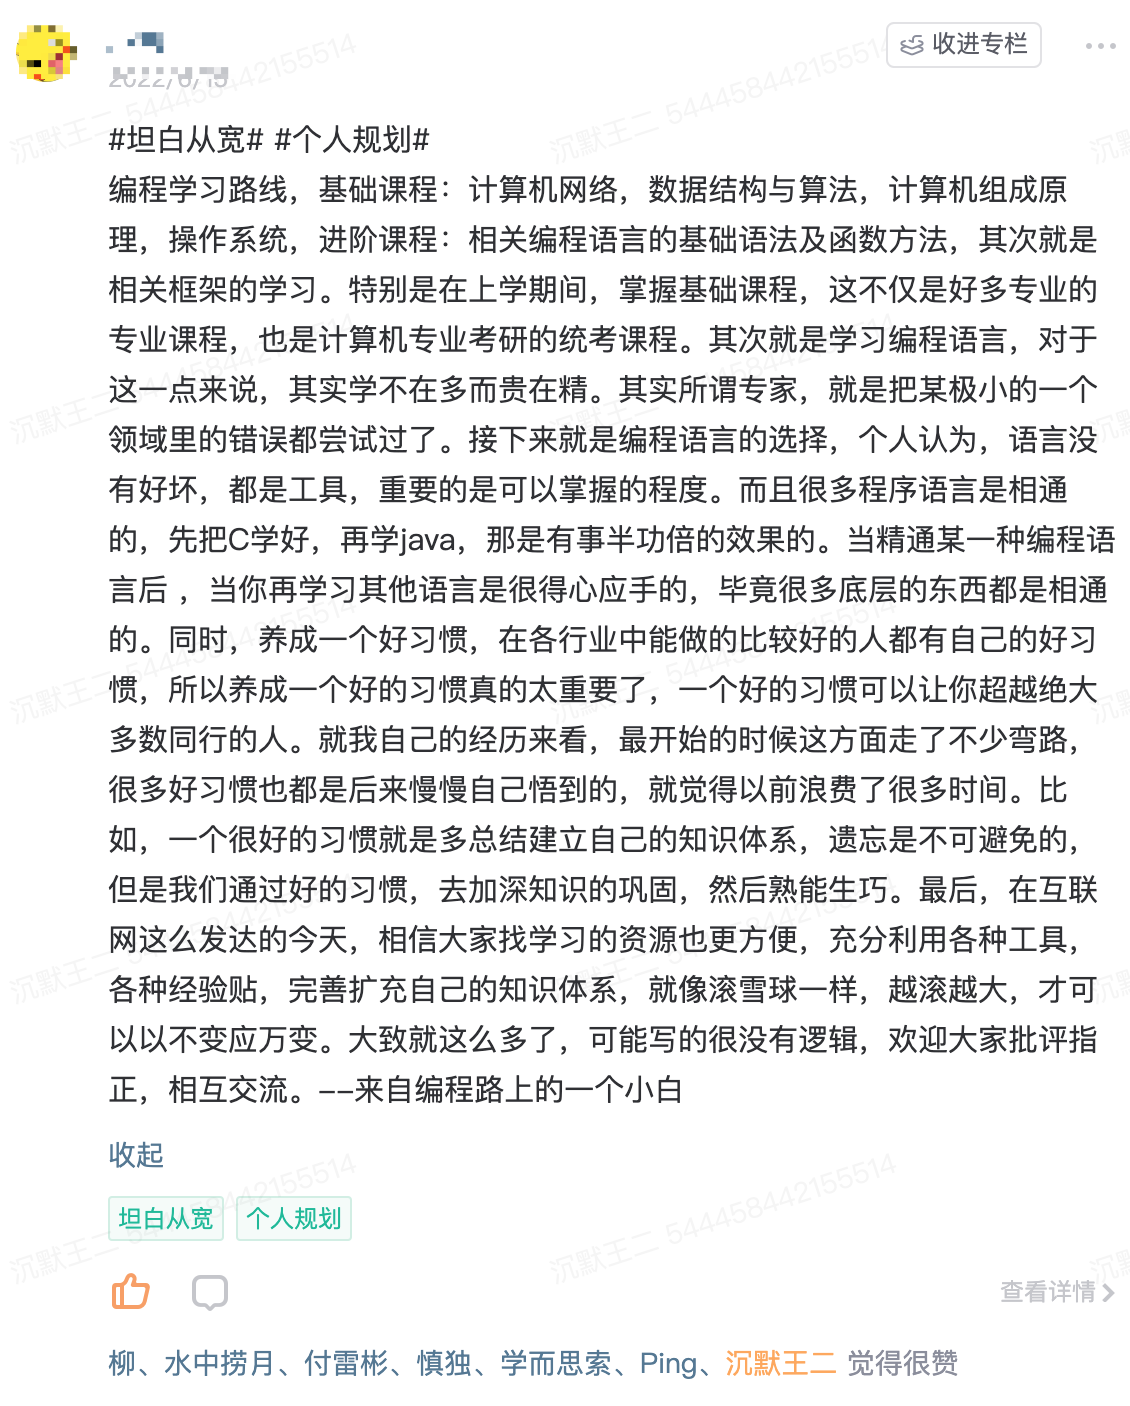 收进专栏
2022/6/15
#坦白从宽# #个人规划#
编程学习路线，基础课程：计算机网络，数据结构与算法，计算机组成原
理，操作系统，进阶课程：相关编程语言的基础语法及函数方法，其次就是
相关框架的学习。特别是在上学期间，掌握基础课程，这不仅是好多专业的
专业课程，也是计算机专业考研的统考课程。其次就是学习编程语言，对于
这一点来说，其实学不在多而贵在精。其实所谓专家，就是把某极小的一个
领域里的错误都尝试过了。接下来就是编程语言的选择，个人认为，语言没
有好坏，都是工具，重要的是可以掌握的程度。而且很多程序语言是相通
的，先把C学好，再学java，那是有事半功倍的效果的。当精通某一种编程语
言后 ，当你再学习其他语言是很得心应手的，毕竟很多底层的东西都是相通
的。同时，养成一个好习惯，在各行业中能做的比较好的人都有自己的好习
惯，所以养成一个好的习惯真的太重要了，一个好的习惯可以让你超越绝大
多数同行的人。就我自己的经历来看，最开始的时候这方面走了不少弯路，
很多好习惯也都是后来慢慢自己悟到的，就觉得以前浪费了很多时间。比
如，一个很好的习惯就是多总结建立自己的知识体系，遗忘是不可避免的，
但是我们通过好的习惯，去加深知识的巩固，然后熟能生巧。最后，在互联
网这么发达的今天，相信大家找学习的资源也更方便，充分利用各种工具，
各种经验贴，完善扩充自己的知识体系，就像滚雪球一样，越滚越大，才可
以以不变应万变。大致就这么多了，可能写的很没有逻辑，欢迎大家批评指
正，相互交流。--来自编程路上的一个小白
收起
坦白从宽 个人规划
查看详情
柳、水中捞月、付雷彬、慎独、学而思索、Ping、沉默王二 觉得很赞
沉默王二 544458442155514